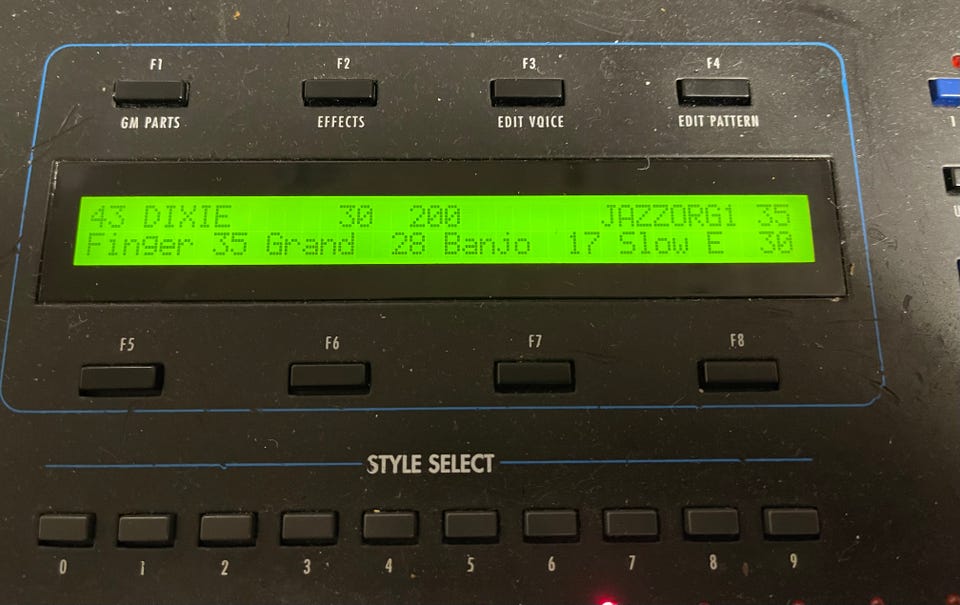 F1 F2 F3 F4
GM PARTS EFFECTS EDIT VOICE EDIT PATTERN
43 DIXIE 30 200 JAZZORG1 35
Finger 35 Grand 28 Banjo 17 Slow E 30
F5 F6 F7 F8
STYLE SELECT
0 1 2 3 4 5 6 7 8 9